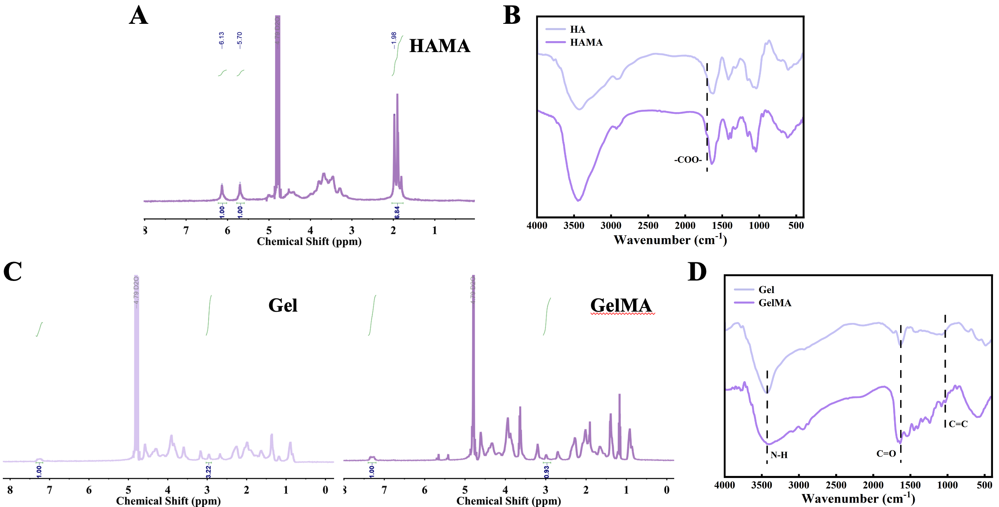 A
–6.13
–5.70
–4.79 D2O
–1.98
HAMA
1.00
1.00
6.84
8 7 6 5 4 3 2 1
Chemical Shift (ppm)
B
HA
HAMA
-COO-
4000 3500 3000 2500 2000 1500 1000 500
Wavenumber (cm-1)
C
–4.79 D2O
Gel
1.00
3.22
8 7 6 5 4 3 2 1 0
Chemical Shift (ppm)
4.79 D2O
GelMA
1.00
0.93
8 7 6 5 4 3 2 1 0
Chemical Shift (ppm)
D
Gel
GelMA
C=C
N-H
C=O
4000 3500 3000 2500 2000 1500 1000 500
Wavenumber (cm-1)